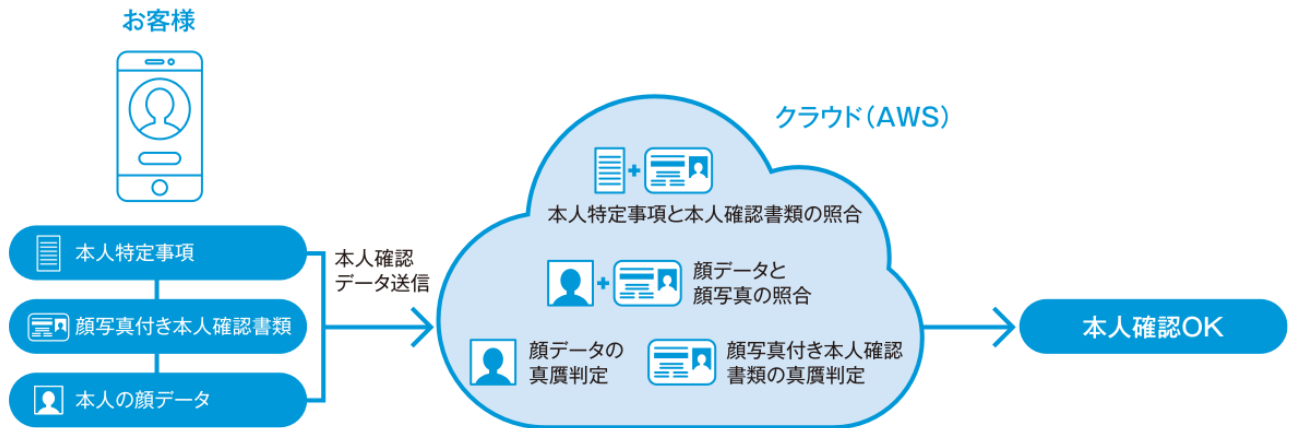 お客様
本人特定事項
顔写真付き本人確認書類
本人の顔データ
本人確認
データ送信
クラウド（AWS）
本人特定事項と本人確認書類の照合
顔データと
顔写真の照合
顔データの
真贋判定
顔写真付き本人確認
書類の真贋判定
本人確認OK